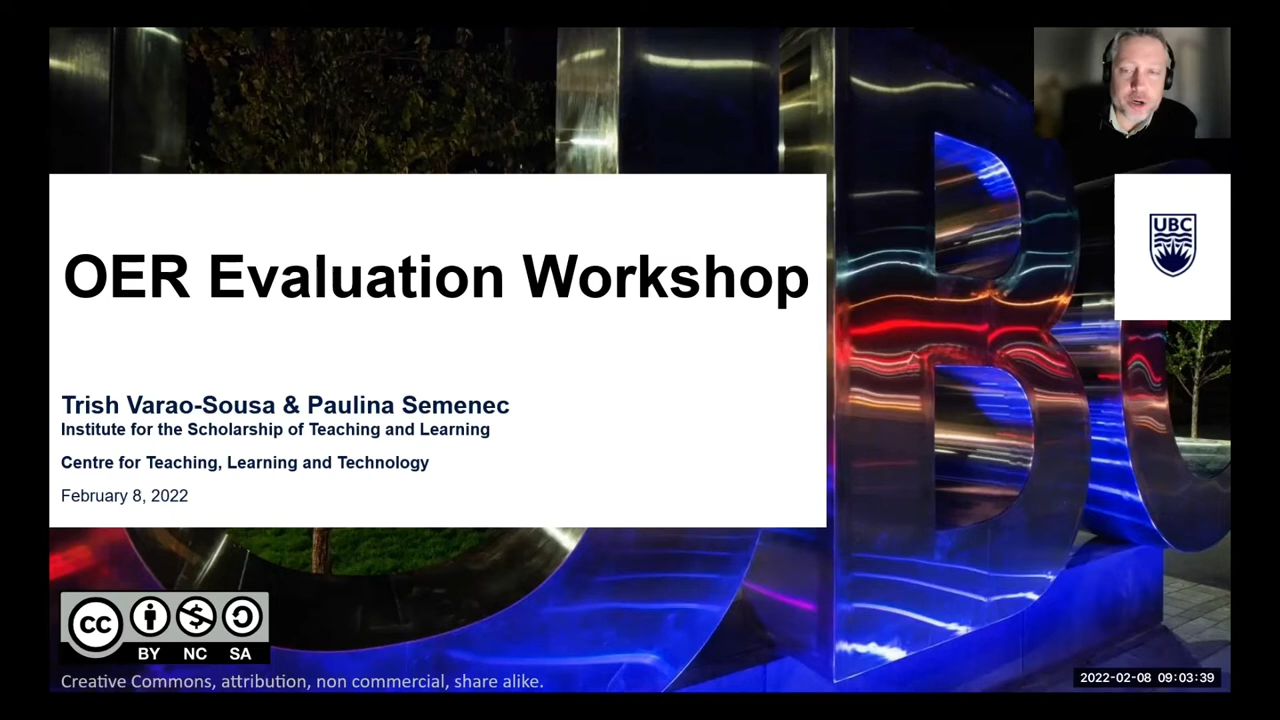 UBC
OER Evaluation Workshop
Trish Varao-Sousa & Paulina Semenec
Institute for the Scholarship of Teaching and Learning
Centre for Teaching, Learning and Technology
February 8, 2022
cc
BY NC SA
Creative Commons, attribution, non commercial, share alike.
2022-02-08 09:03:39